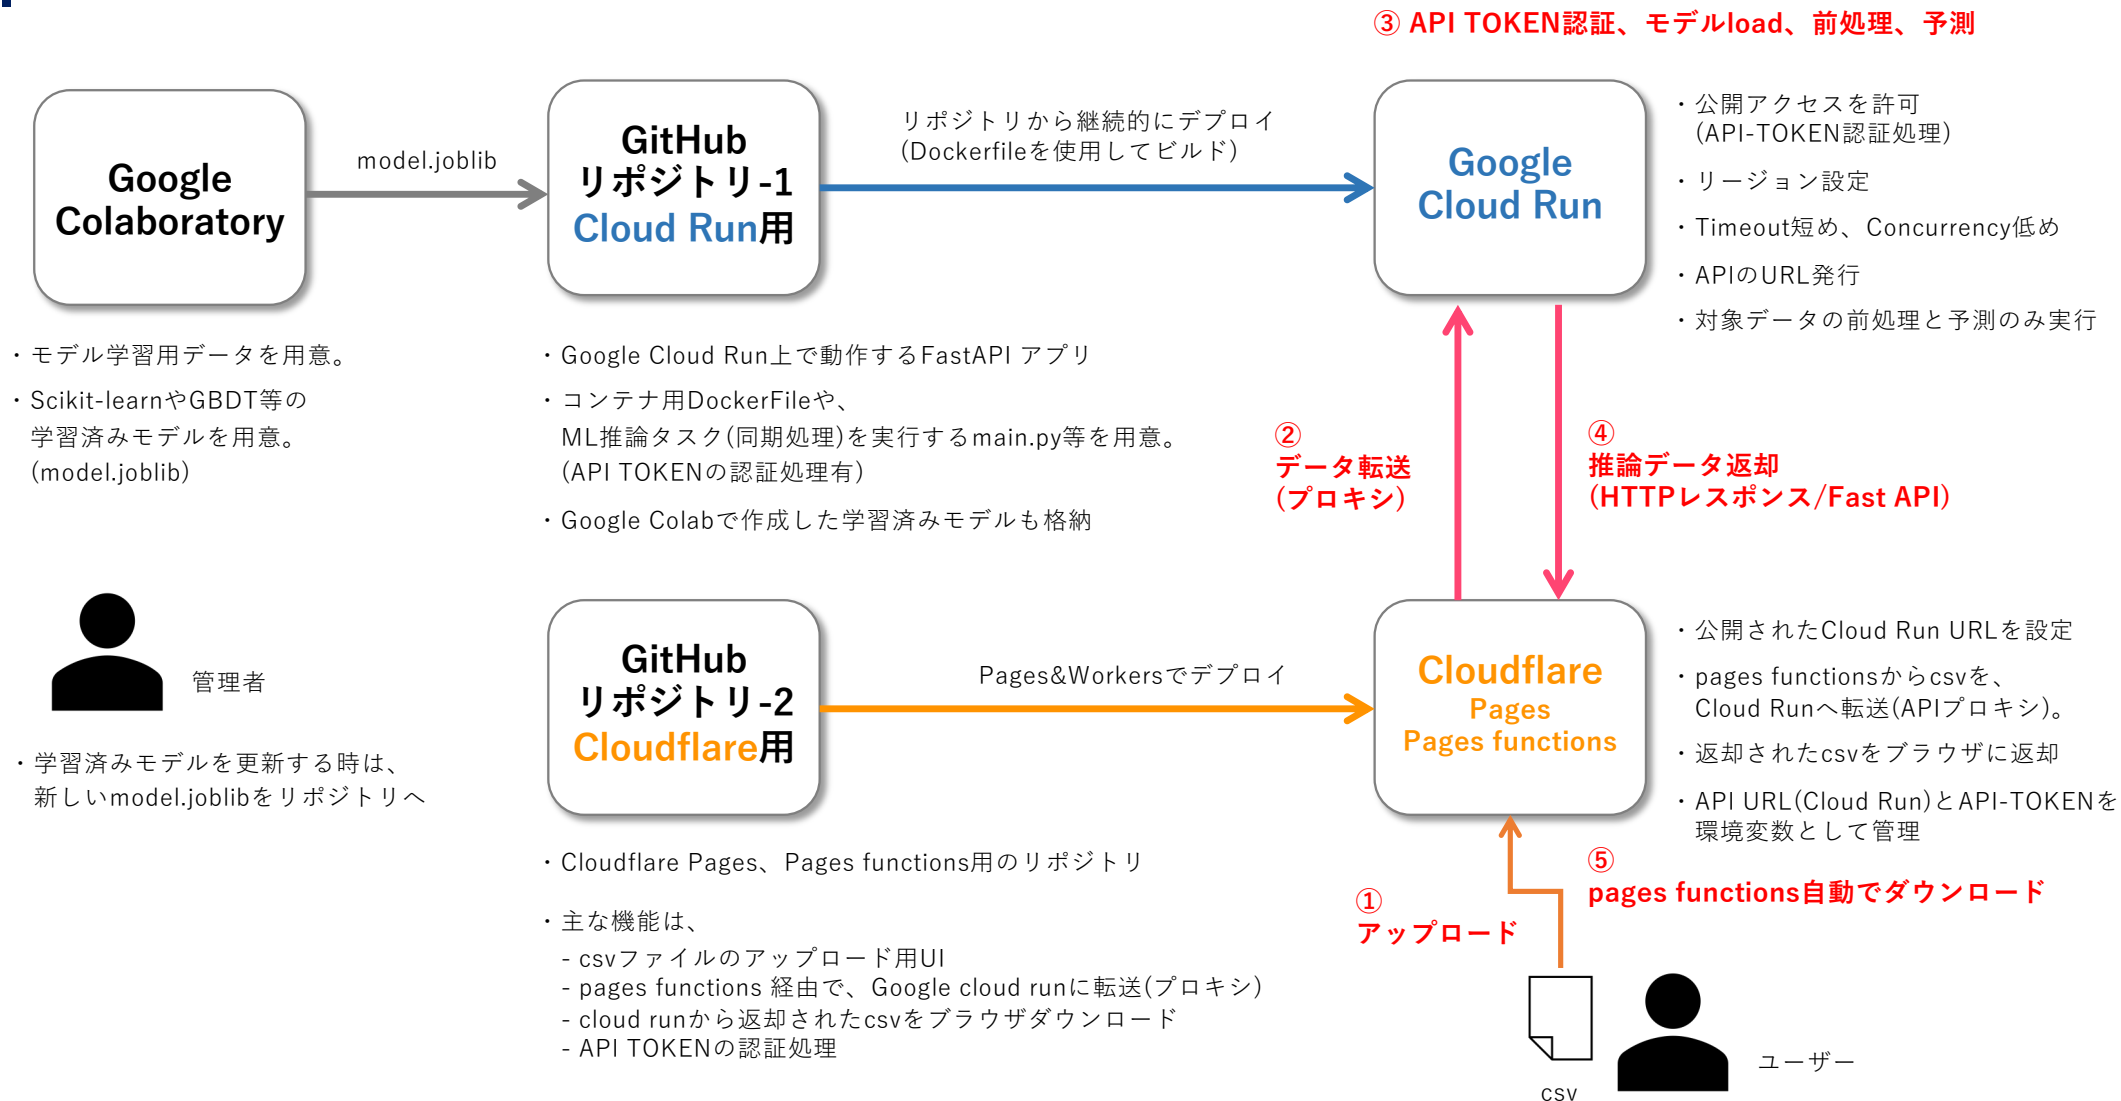 ③ API TOKEN認証、モデルload、前処理、予測
Google
Colaboratory
model.joblib
GitHub
リポジトリ-1
Cloud Run用
リポジトリから継続的にデプロイ
(Dockerfileを使用してビルド)
Google
Cloud Run
・公開アクセスを許可
(API-TOKEN認証処理)
・リージョン設定
・Timeout短め、Concurrency低め
・APIのURL発行
・対象データの前処理と予測のみ実行
・モデル学習用データを用意。
・Scikit-learnやGBDT等の
学習済みモデルを用意。
(model.joblib)
・Google Cloud Run上で動作するFastAPI アプリ
・コンテナ用DockerFileや、
ML推論タスク(同期処理)を実行するmain.py等を用意。
(API TOKENの認証処理有)
・Google Colabで作成した学習済みモデルも格納
②
データ転送
(プロキシ)
④
推論データ返却
(HTTPレスポンス/Fast API)
管理者
・学習済みモデルを更新する時は、
新しいmodel.joblibをリポジトリへ
GitHub
リポジトリ-2
Cloudflare用
Pages&Workersでデプロイ
Cloudflare
Pages
Pages functions
・公開されたCloud Run URLを設定
・pages functionsからcsvを、
Cloud Runへ転送(APIプロキシ)。
・返却されたcsvをブラウザに返却
・API URL(Cloud Run)とAPI-TOKENを
環境変数として管理
・Cloudflare Pages、Pages functions用のリポジトリ
・主な機能は、
- csvファイルのアップロード用UI
- pages functions 経由で、Google cloud runに転送(プロキシ)
- cloud runから返却されたcsvをブラウザダウンロード
- API TOKENの認証処理
①
アップロード
⑤
pages functions自動でダウンロード
csv
ユーザー